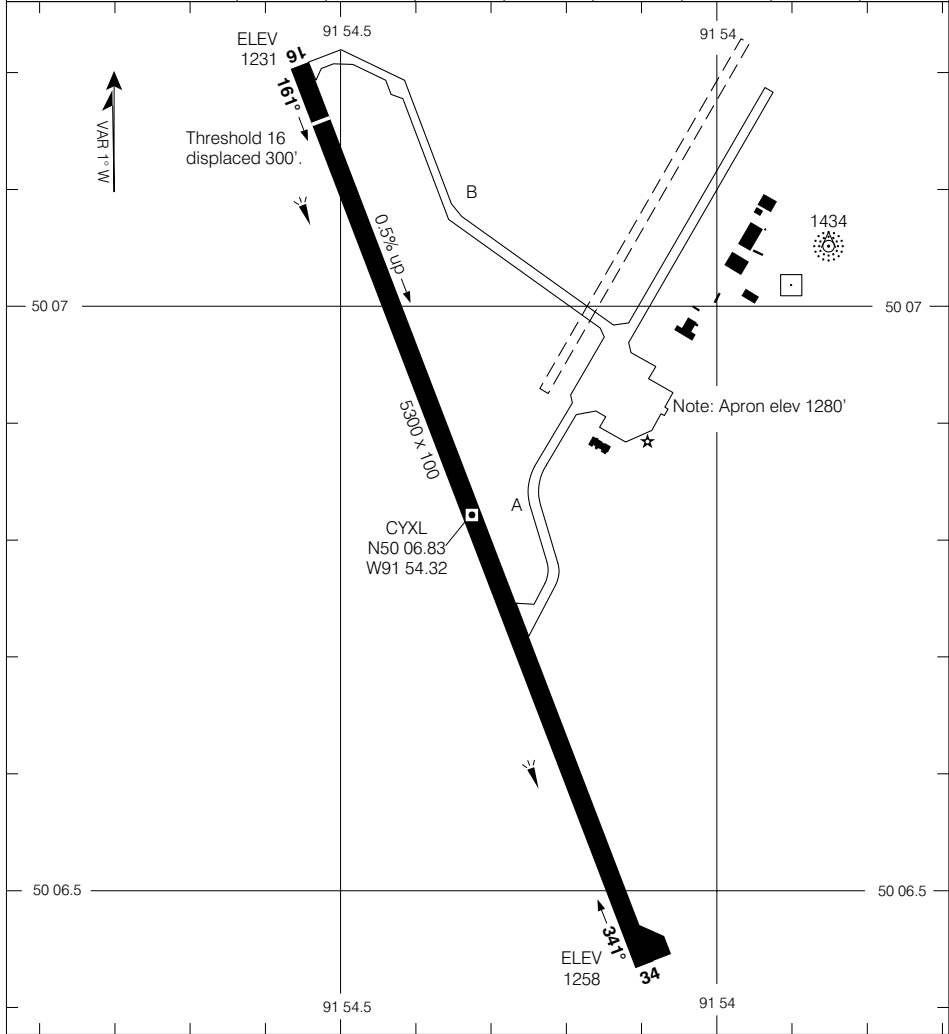 91 54.5
91 54
ELEV
1231
16
161°
VAR 1° W
Threshold 16
displaced 300'.
B
1434
A
0.5% up
50 07
50 07
5300 x 100
Note: Apron elev 1280'
A
CYXL
N50 06.83
W91 54.32
50 06.5
50 06.5
341°
ELEV
1258
34
91 54.5
91 54